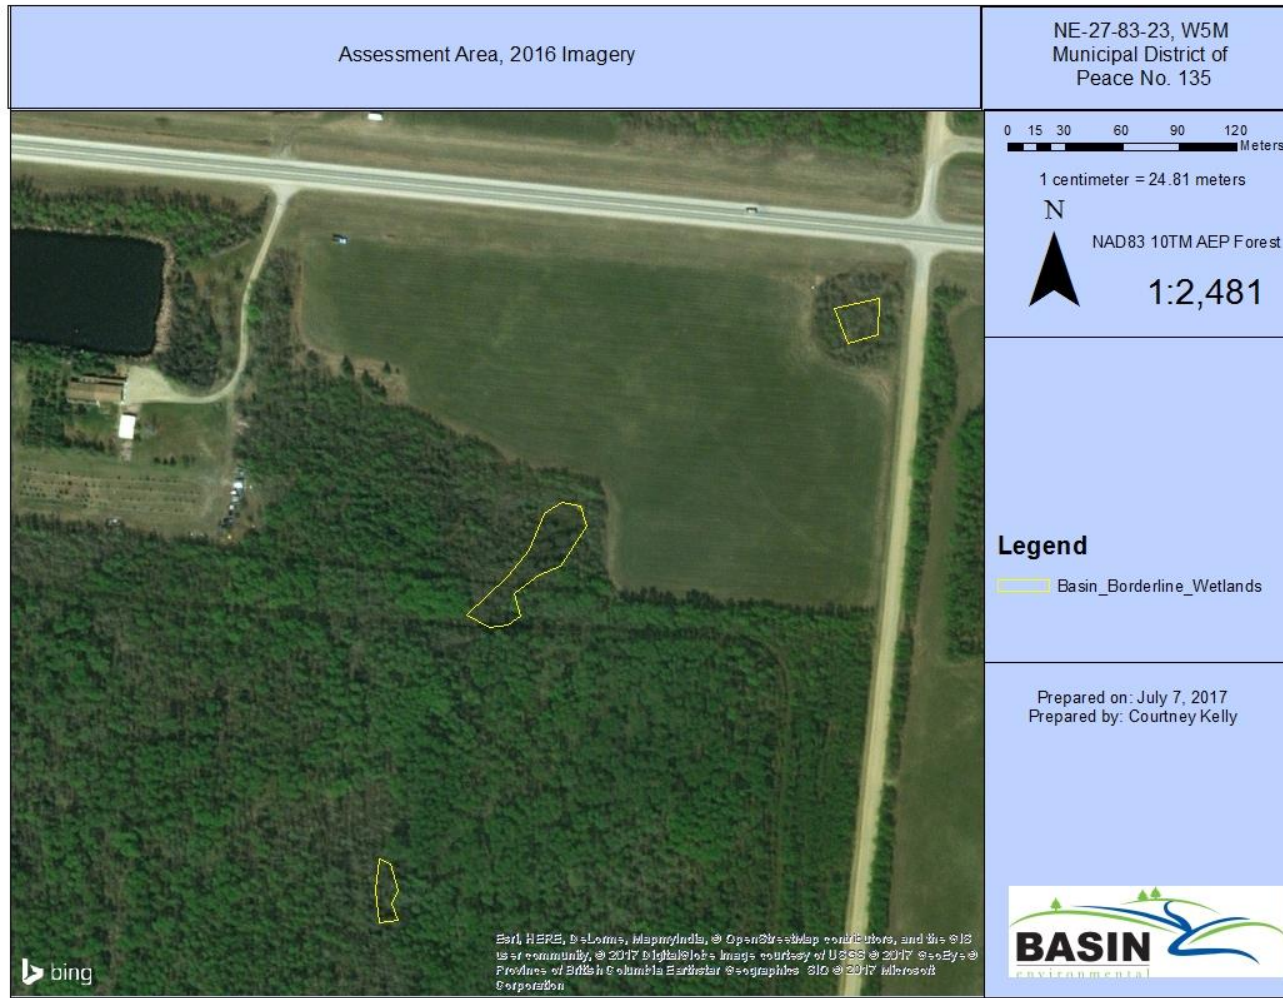 Assessment Area, 2016 Imagery
NE-27-83-23, W5M
Municipal District of
Peace No. 135
0 15 30 60 90 120
Meters
1 centimeter = 24.81 meters
N
NAD83 10TM AEP Forest
1:2,481
Legend
Basin_Borderline_Wetlands
Prepared on: July 7, 2017
Prepared by: Courtney Kelly
BASIN
environmental
Esri, HERE, DeLorme, MapmyIndia, © OpenStreetMap contributors, and the GIS
user community, © 2017 DigitalGlobe Image courtesy of USGS © 2017 GeoEye ©
Province of British Columbia Earthstar Geographics SIO © 2017 Microsoft
Corporation
bing